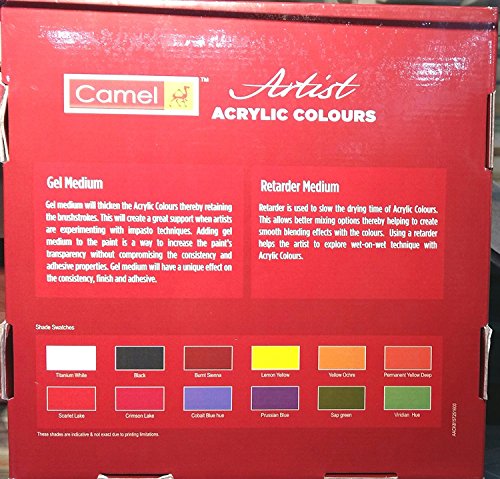 Camel ™
Artist
ACRYLIC COLOURS
Gel Medium
Gel medium will thicken the Acrylic Colours thereby retaining
the brushstrokes. This will create a great support when artists
are experimenting with impasto techniques. Adding gel
medium to the paint is a way to increase the paint's
transparency without compromising the consistency and
adhesive properties. Gel medium will have a unique effect on
the consistency, finish and adhesive.
Retarder Medium
Retarder is used to slow the drying time of Acrylic Colours.
This allows better mixing options thereby helping to create
smooth blending effects with the colours. Using a retarder
helps the artist to explore wet-on-wet technique with
Acrylic Colours.
Shade Swatches
Titanium White
Black
Burnt Sienna
Lemon Yellow
Yellow Ochre
Permanent Yellow Deep
Scarlet Lake
Crimson Lake
Cobalt Blue hue
Prussian Blue
Sap green
Viridian Hue
These shades are indicative & not exact due to printing limitations.